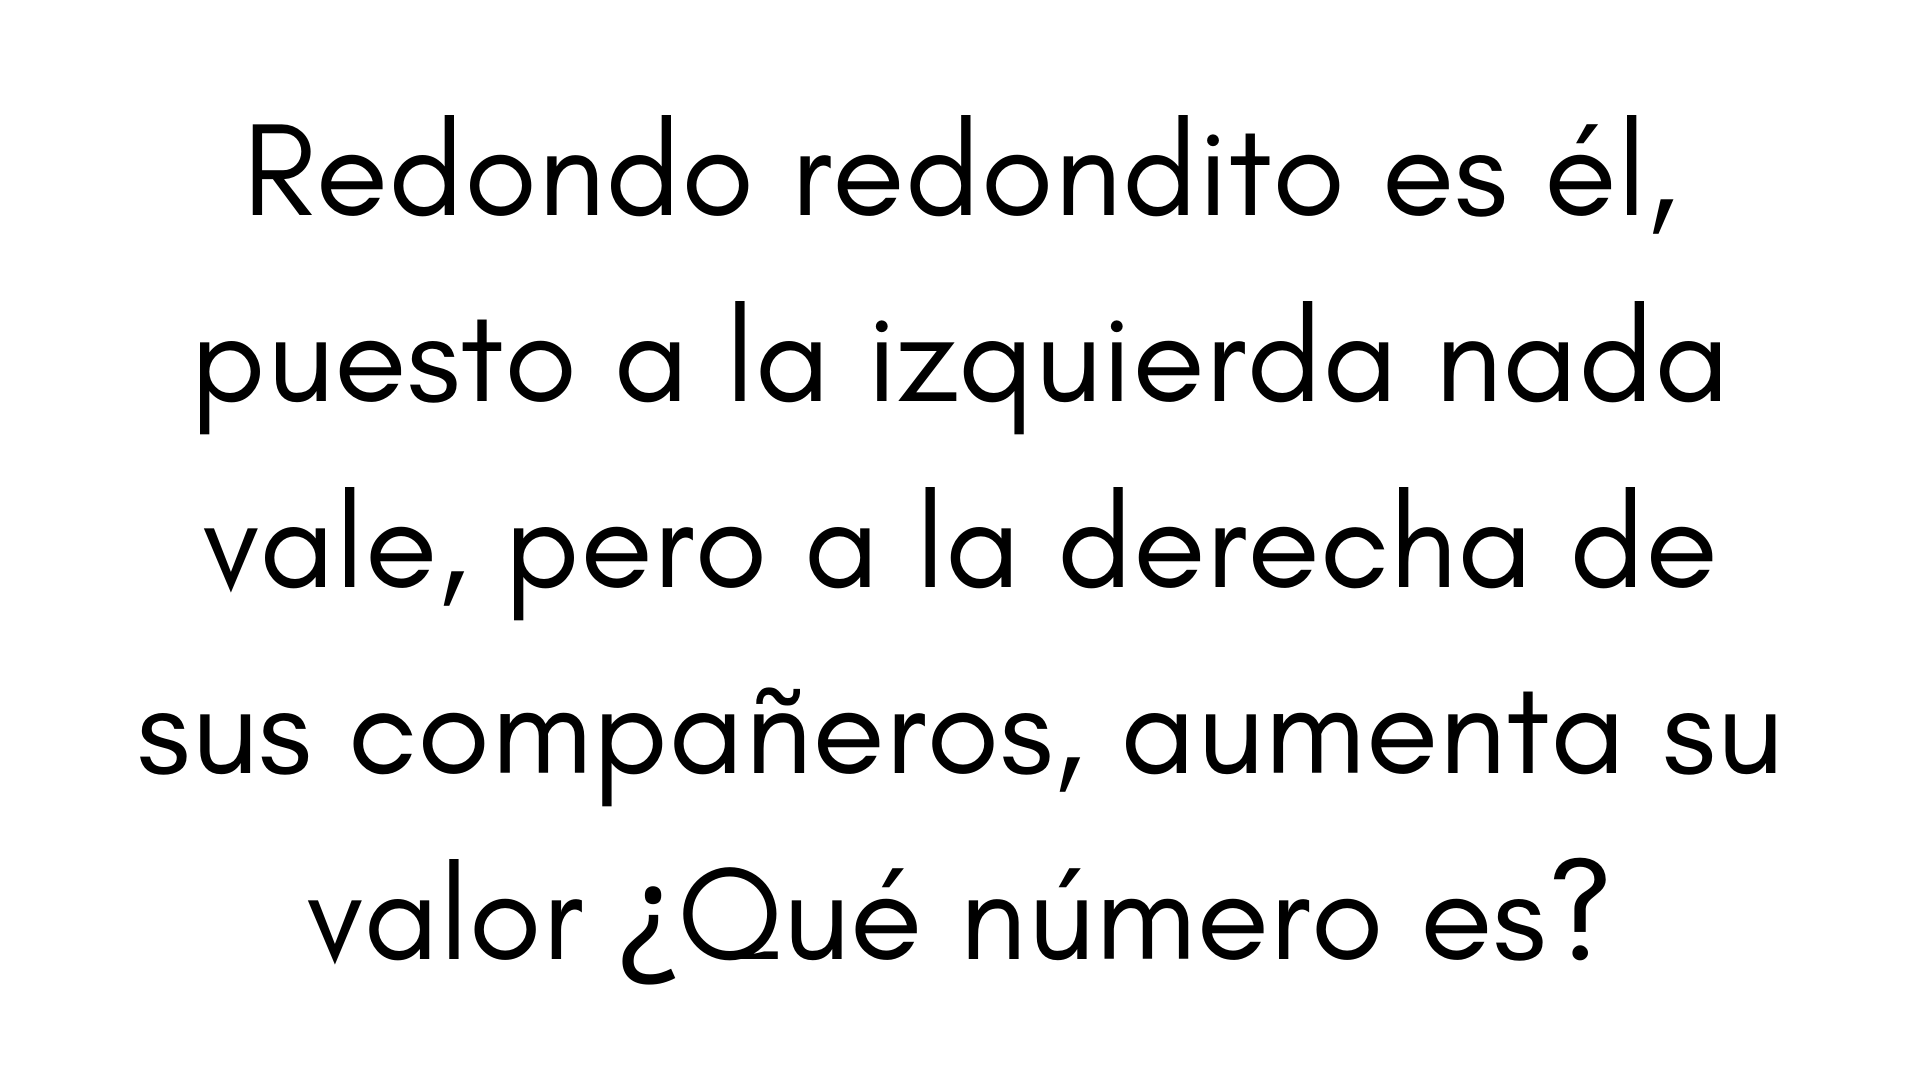 Redondo redondito es él,
puesto a la izquierda nada
vale, pero a la derecha de
sus compañeros, aumenta su
valor ¿Qué número es?